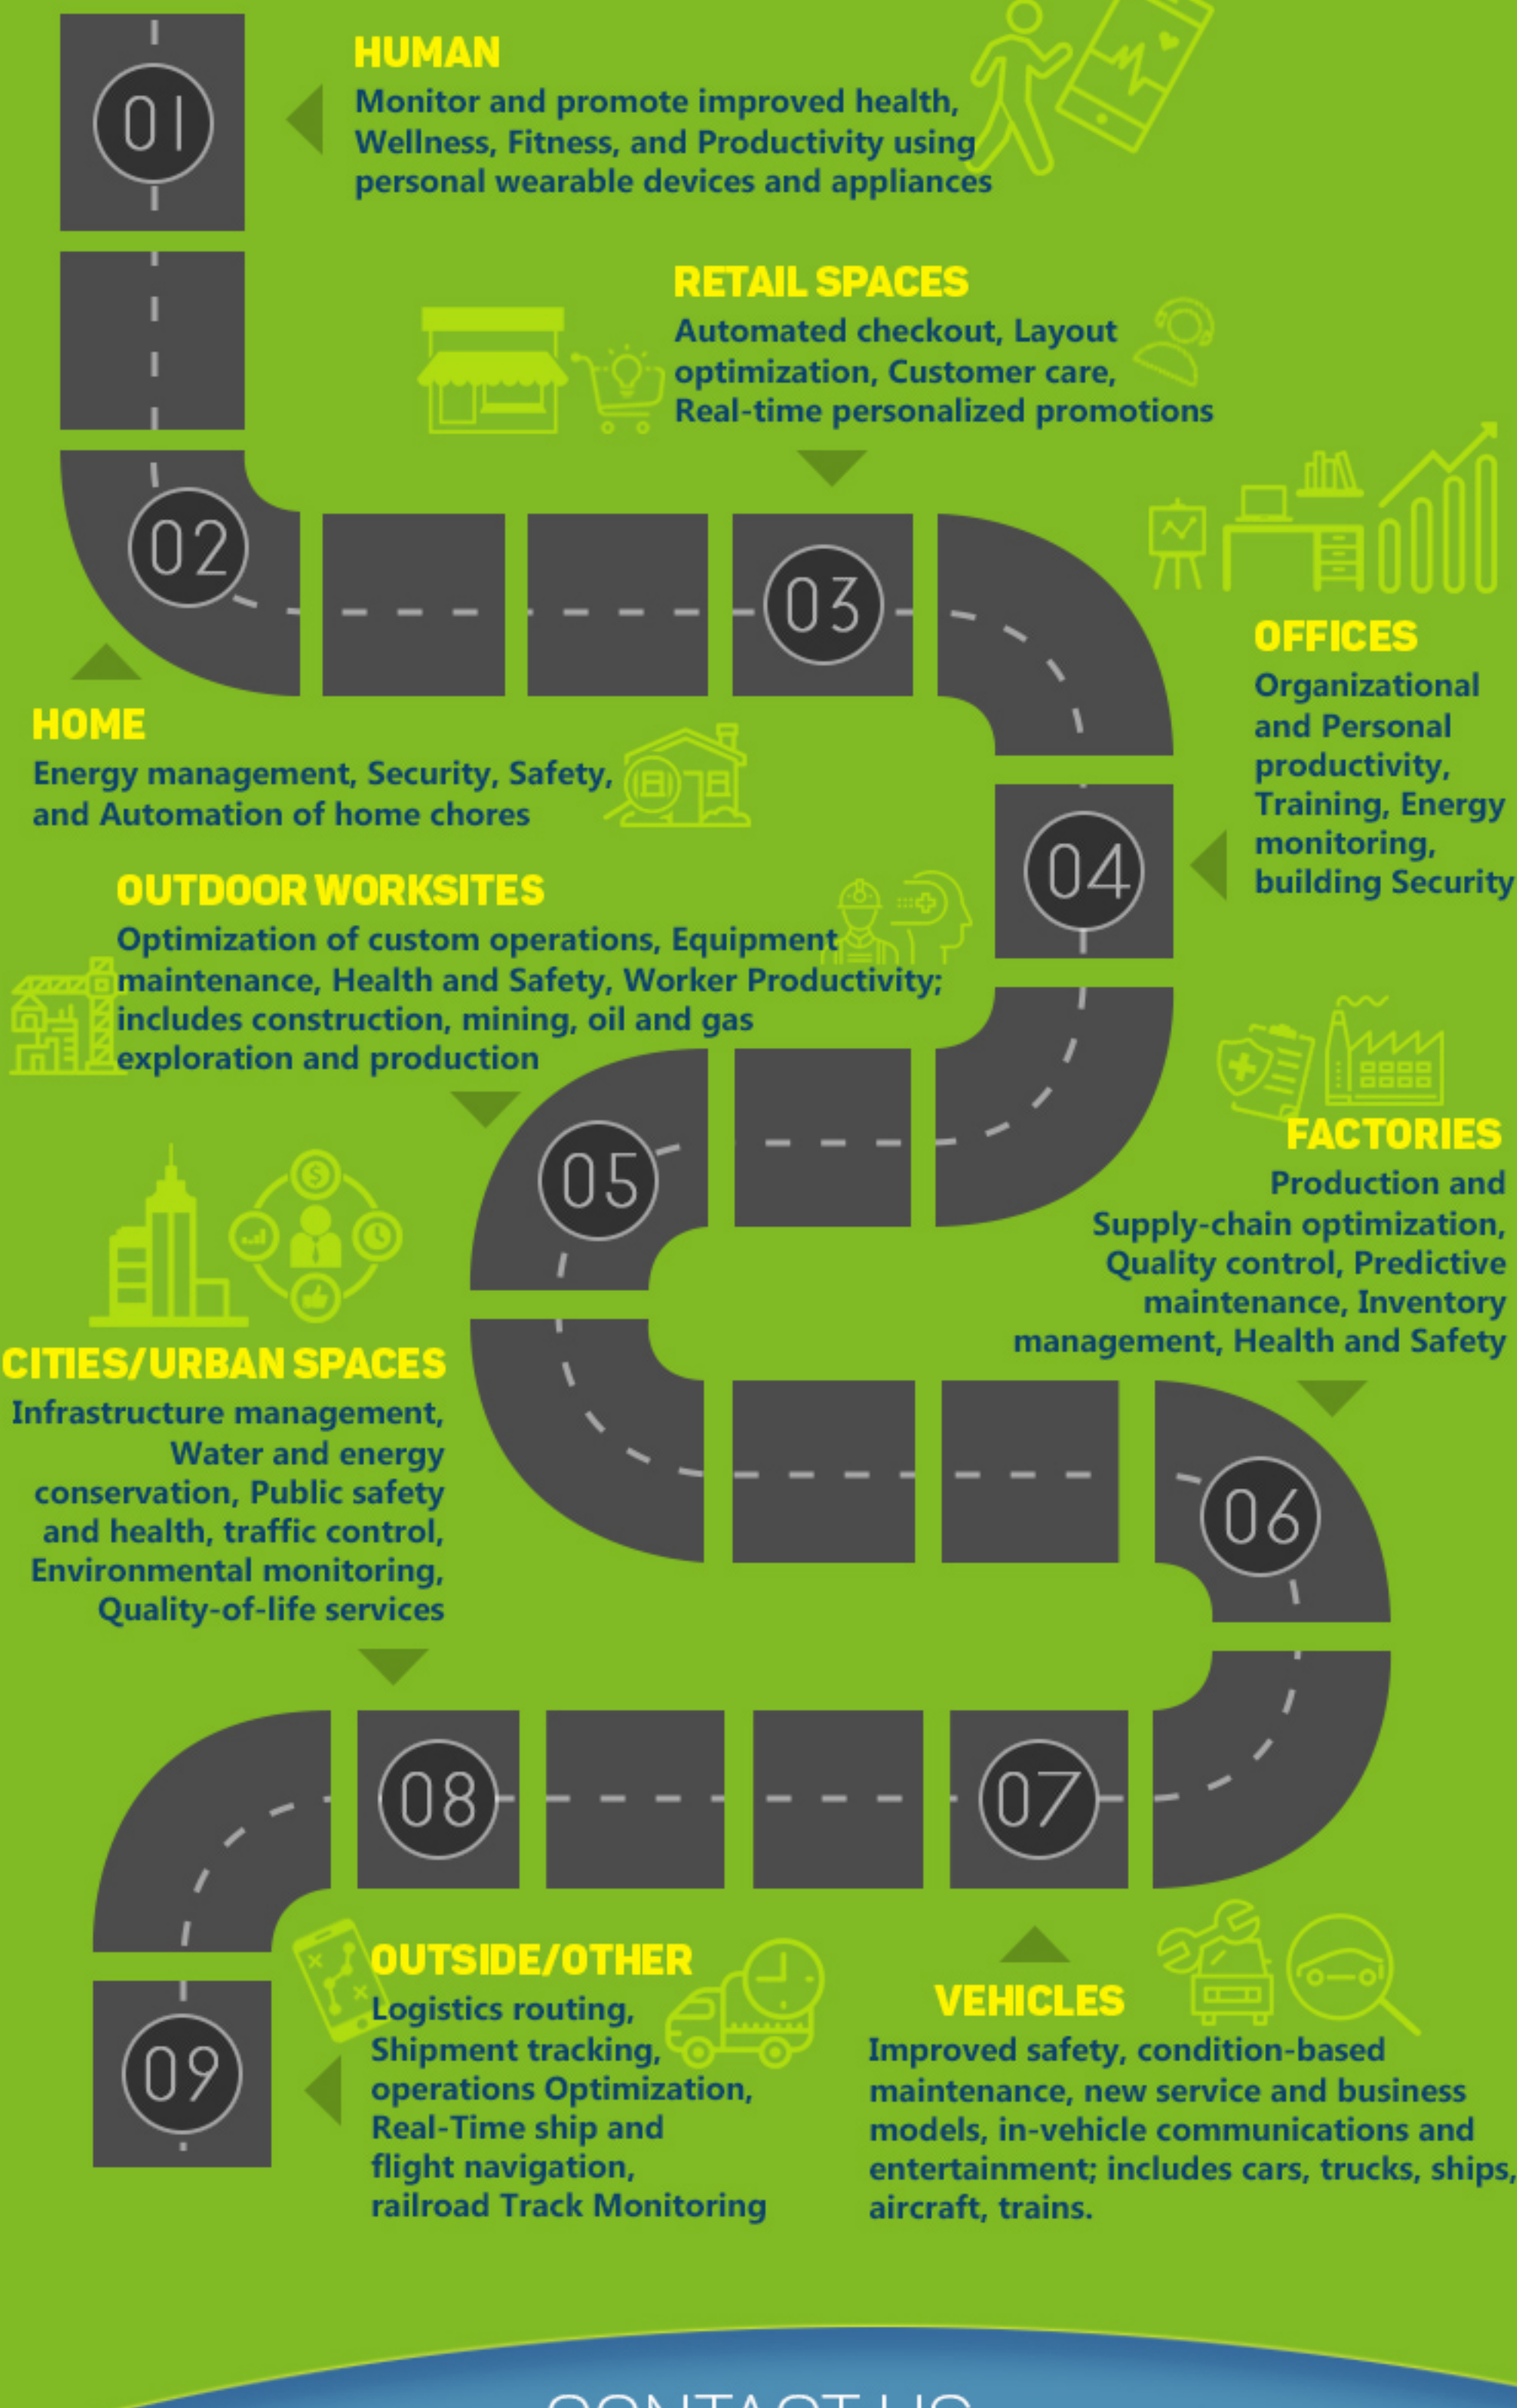 01
HUMAN
Monitor and promote improved health,
Wellness, Fitness, and Productivity using
personal wearable devices and appliances
RETAIL SPACES
Automated checkout, Layout
optimization, Customer care,
Real-time personalized promotions
02
03
HOME
Energy management, Security, Safety,
and Automation of home chores
OFFICES
Organizational
and Personal
productivity,
Training, Energy
monitoring,
building Security
04
OUTDOOR WORKSITES
Optimization of custom operations, Equipment
maintenance, Health and Safety, Worker Productivity;
includes construction, mining, oil and gas
exploration and production
05
FACTORIES
Production and
Supply-chain optimization,
Quality control, Predictive
maintenance, Inventory
management, Health and Safety
06
CITIES/URBAN SPACES
Infrastructure management,
Water and energy
conservation, Public safety
and health, traffic control,
Environmental monitoring,
Quality-of-life services
08
07
OUTSIDE/OTHER
Logistics routing,
Shipment tracking,
operations Optimization,
Real-Time ship and
flight navigation,
railroad Track Monitoring
09
VEHICLES
Improved safety, condition-based
maintenance, new service and business
models, in-vehicle communications and
entertainment; includes cars, trucks, ships,
aircraft, trains.
CONTACT US